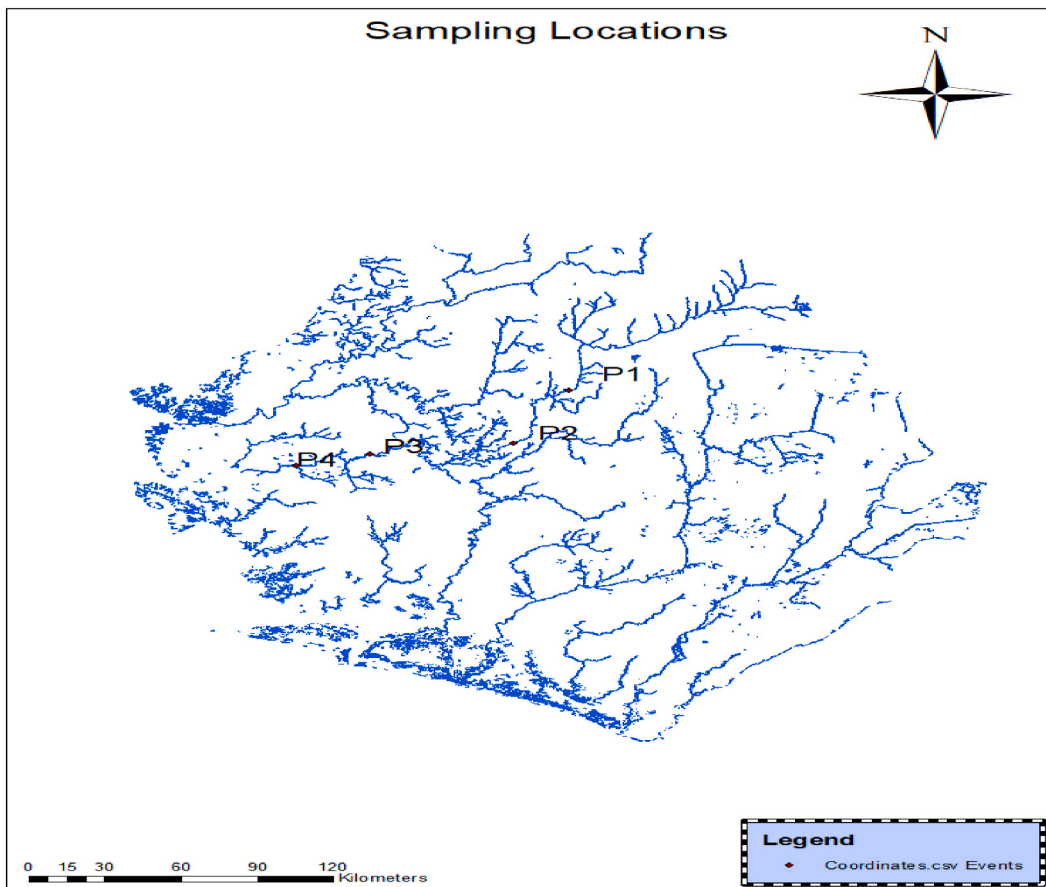 Sampling Locations
N
P1
P2
P3
P4
0 15 30 60 90 120
Kilometers
Legend
Coordinates.csv Events